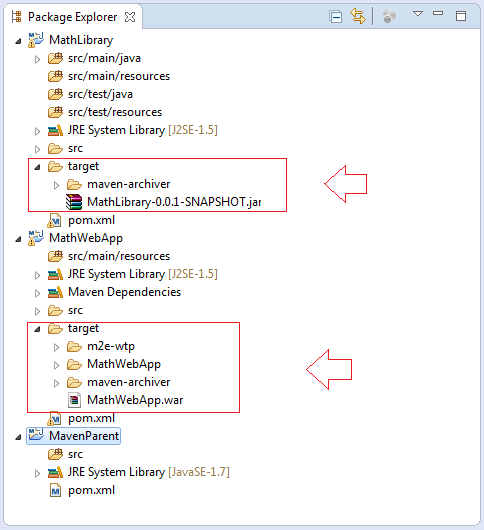 Package Explorer
MathLibrary
src/main/java
src/main/resources
src/test/java
src/test/resources
JRE System Library [J2SE-1.5]
src
target
maven-archiver
MathLibrary-0.0.1-SNAPSHOT.jar
pom.xml
MathWebApp
src/main/resources
JRE System Library [J2SE-1.5]
Maven Dependencies
src
target
m2e-wtp
MathWebApp
maven-archiver
MathWebApp.war
pom.xml
MavenParent
src
JRE System Library [JavaSE-1.7]
pom.xml